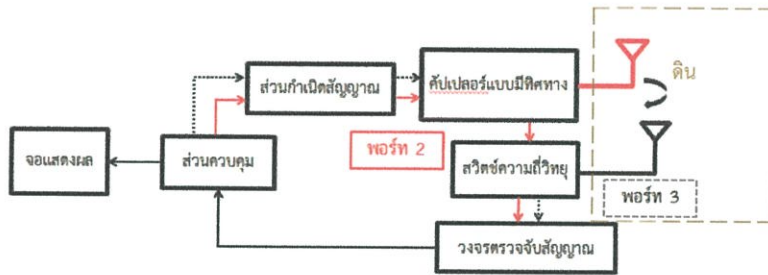 ดิน
ส่วนกำเนิดสัญญาณ
คัปเปลอร์แบบมีทิศทาง
พอร์ท 2
จอแสดงผล
ส่วนควบคุม
สวิตช์ความถี่วิทยุ
พอร์ท 3
วงจรตรวจจับสัญญาณ